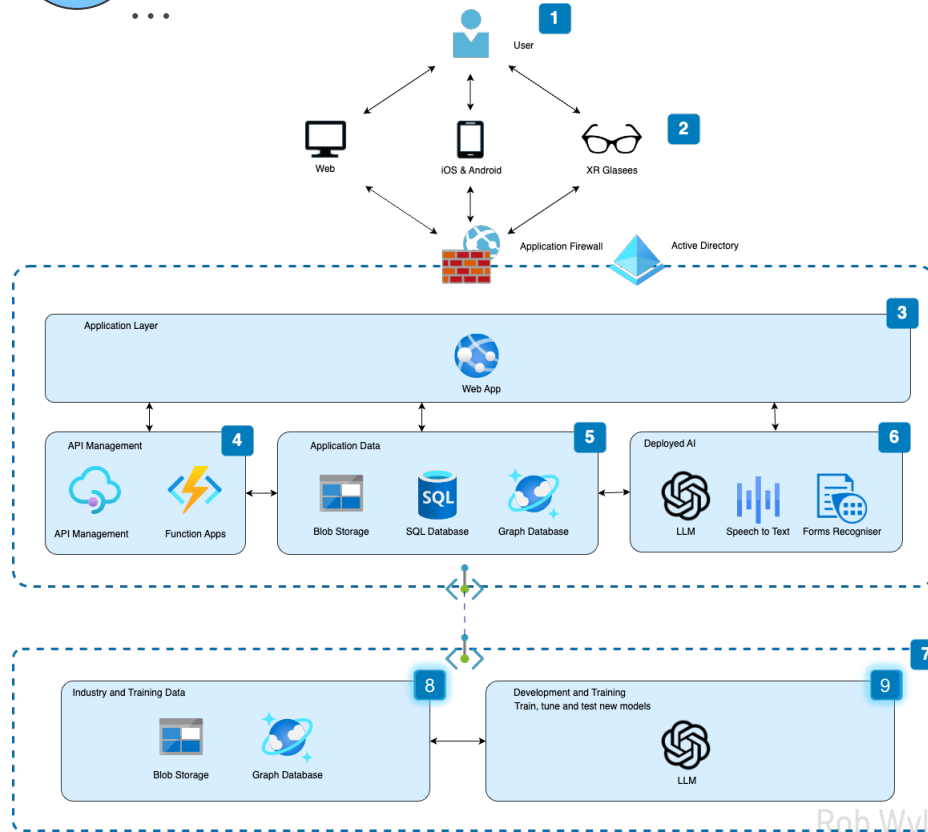 ...
1
User
2
Web
iOS & Android
XR Glasees
Application Firewall
Active Directory
3
Application Layer
Web App
4
API Management
API Management
Function Apps
5
Application Data
Blob Storage
SQL
SQL Database
Graph Database
6
Deployed AI
LLM
Speech to Text
Forms Recogniser
7
8
Industry and Training Data
Blob Storage
Graph Database
9
Development and Training
Train, tune and test new models
LLM
Rob Wyl